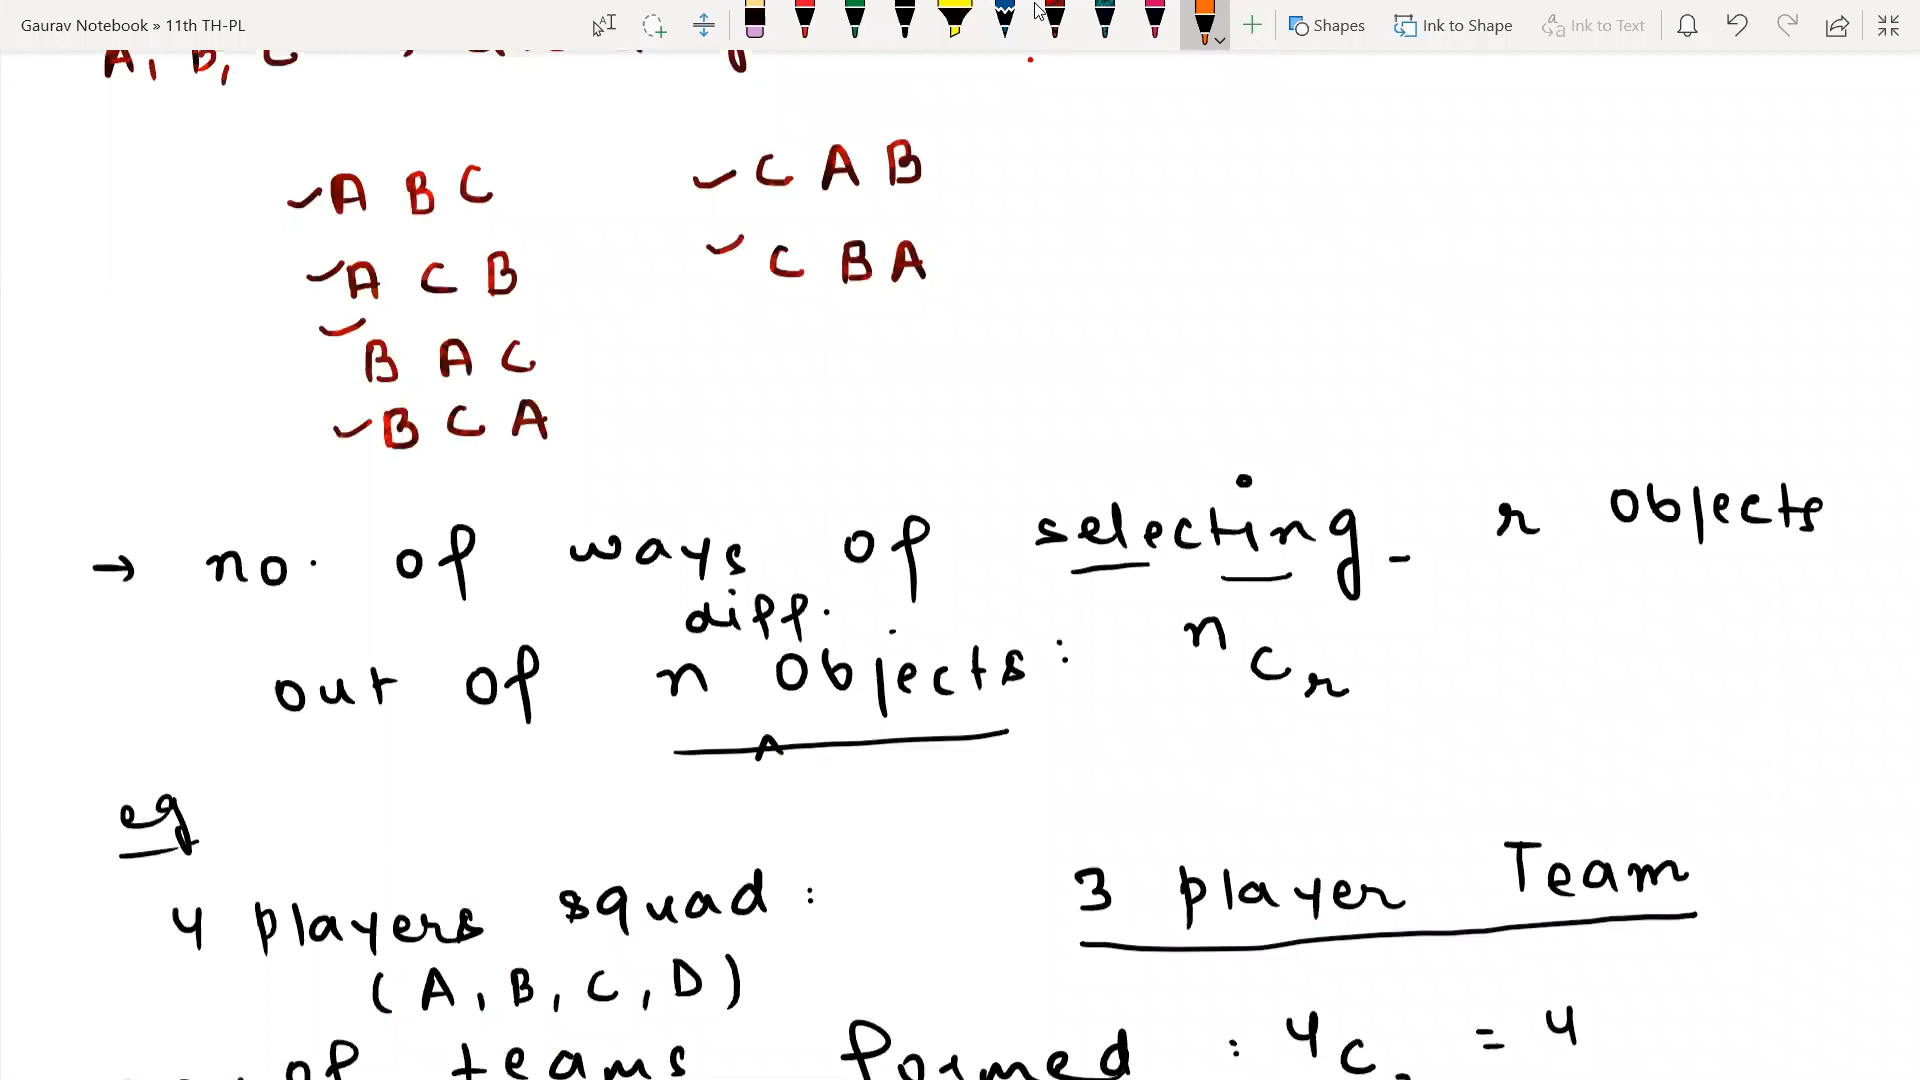 Gaurav Notebook » 11th TH-PL
Shapes Ink to Shape Ink to Text
A, B, C
A B C
A C B
B A C
B C A
C A B
C B A
→ no. of ways of selecting r objects
diff.
out of n objects : nCr
eg
4 players squad : 3 player Team
(A, B, C, D)
of teams formed : 4C = 4